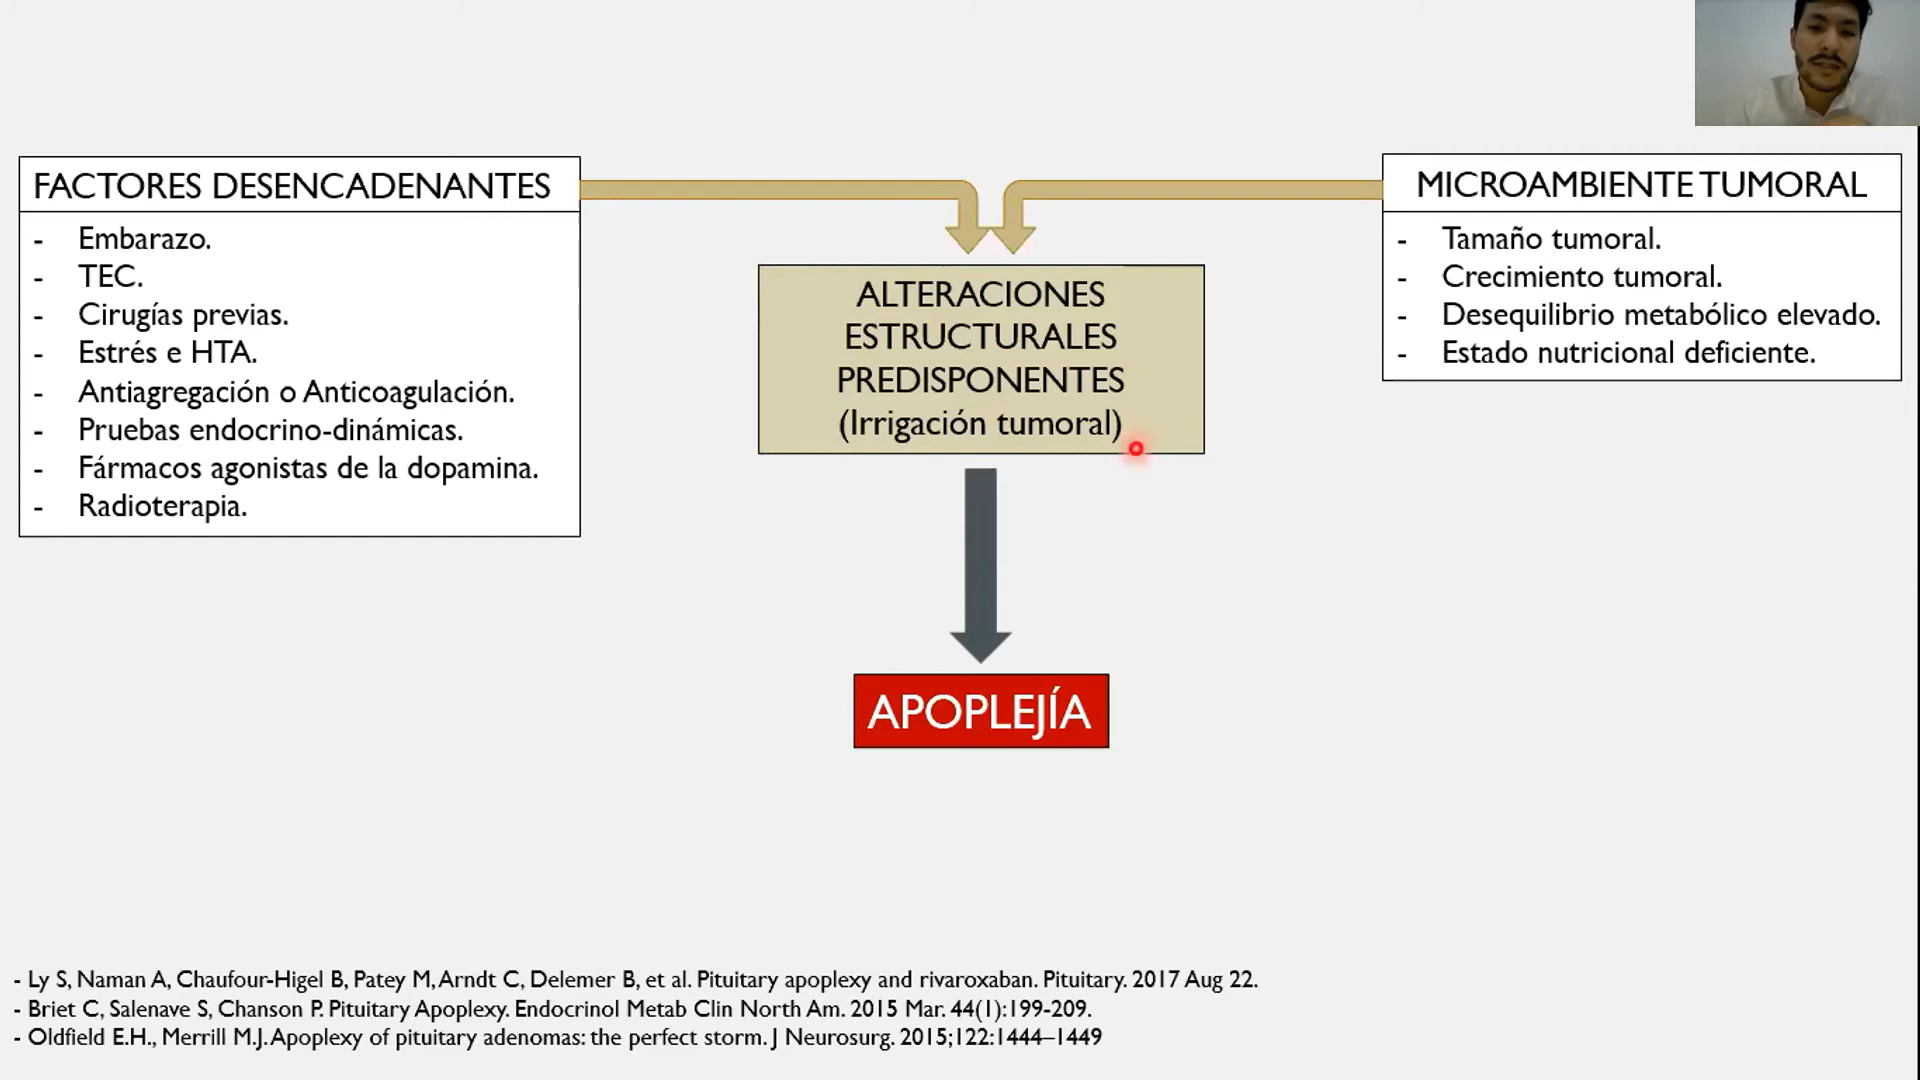 FACTORES DESENCADENANTES
- Embarazo.
- TEC.
- Cirugías previas.
- Estrés e HTA.
- Antiagregación o Anticoagulación.
- Pruebas endocrino-dinámicas.
- Fármacos agonistas de la dopamina.
- Radioterapia.
ALTERACIONES
ESTRUCTURALES
PREDISPONENTES
(Irrigación tumoral)
MICROAMBIENTE TUMORAL
- Tamaño tumoral.
- Crecimiento tumoral.
- Desequilibrio metabólico elevado.
- Estado nutricional deficiente.
APOPLEJÍA
- Ly S, Naman A, Chaufour-Higel B, Patey M, Arndt C, Delemer B, et al. Pituitary apoplexy and rivaroxaban. Pituitary. 2017 Aug 22.
- Briet C, Salenave S, Chanson P. Pituitary Apoplexy. Endocrinol Metab Clin North Am. 2015 Mar. 44(1):199-209.
- Oldfield E.H., Merrill M.J. Apoplexy of pituitary adenomas: the perfect storm. J Neurosurg. 2015;122:1444–1449